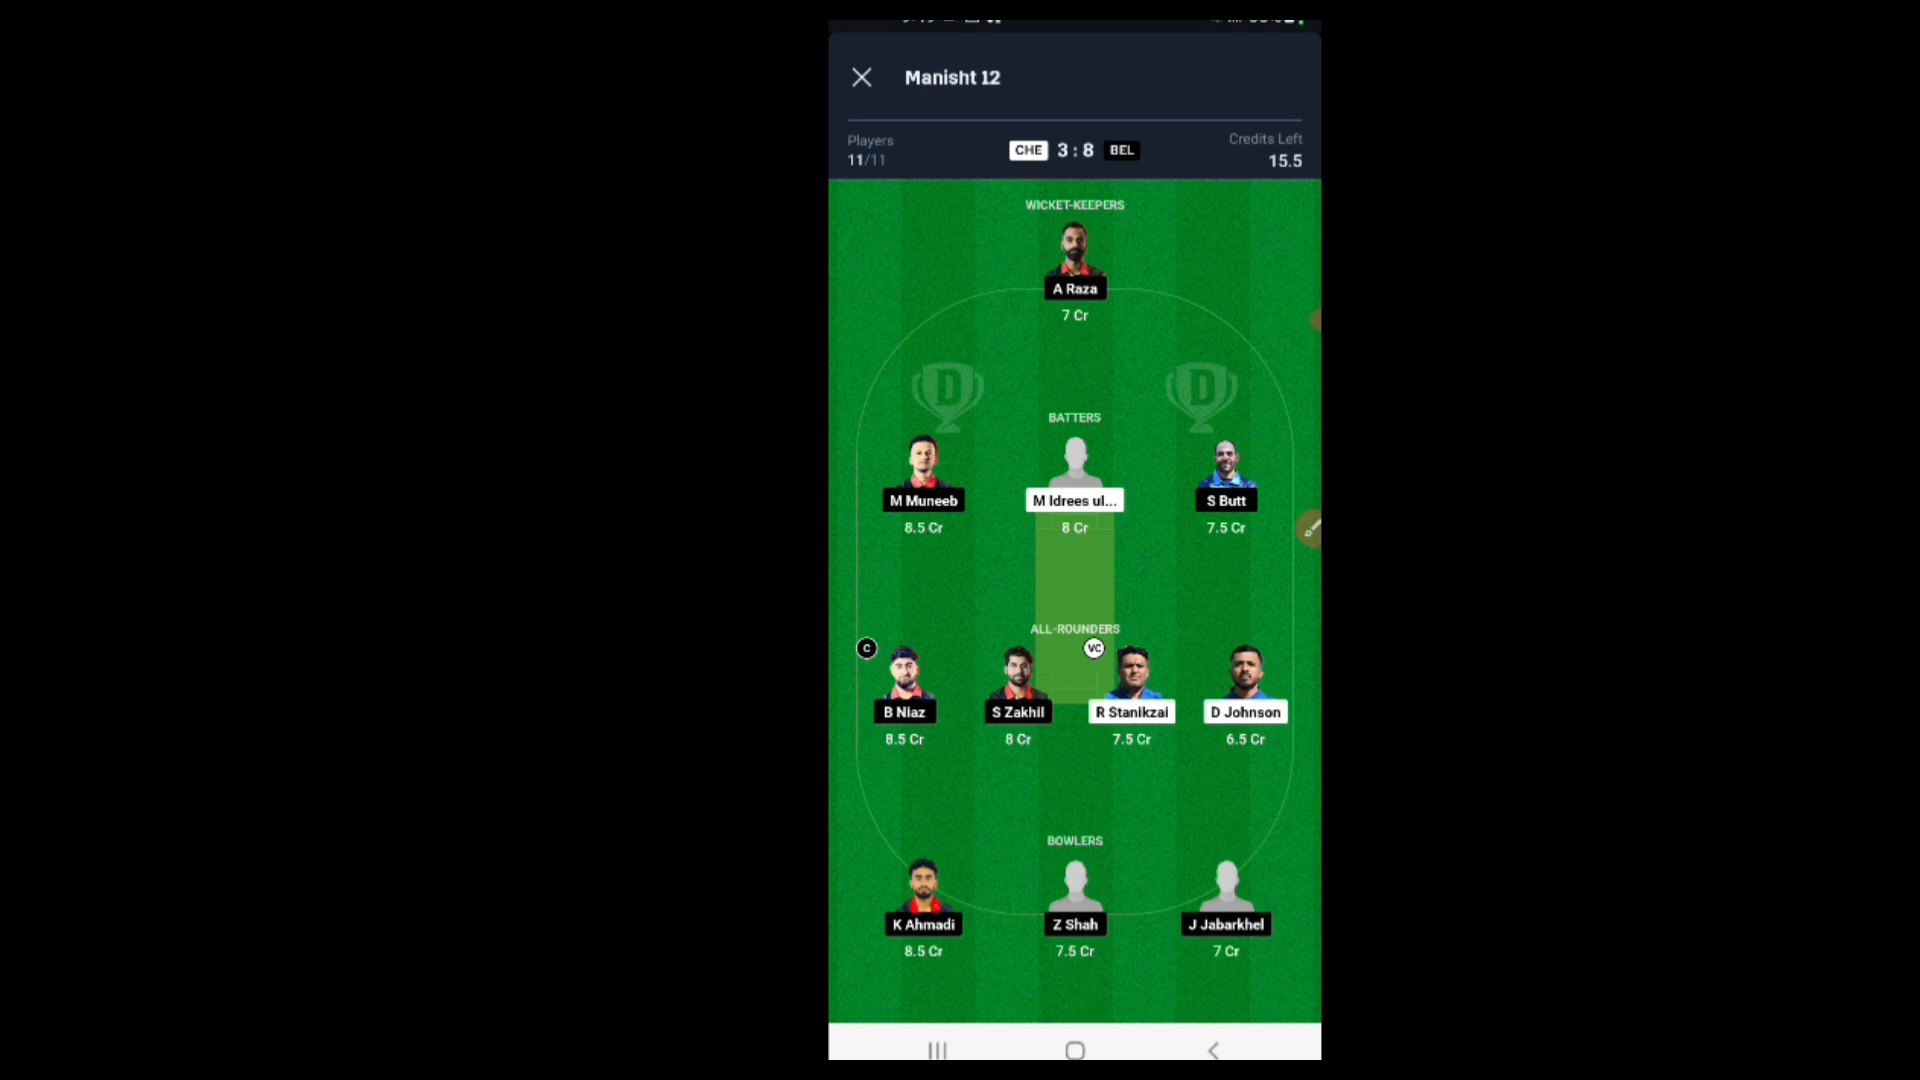 Manisht 12
Players
11/11
CHE 3 : 8 BEL
Credits Left
15.5
WICKET-KEEPERS
A Raza
7 Cr
D D
BATTERS
M Muneeb M Idrees ul... S Butt
8.5 Cr 8 Cr 7.5 Cr
ALL-ROUNDERS
C VC
B Niaz S Zakhil R Stanikzai D Johnson
8.5 Cr 8 Cr 7.5 Cr 6.5 Cr
BOWLERS
K Ahmadi Z Shah J Jabarkhel
8.5 Cr 7.5 Cr 7 Cr